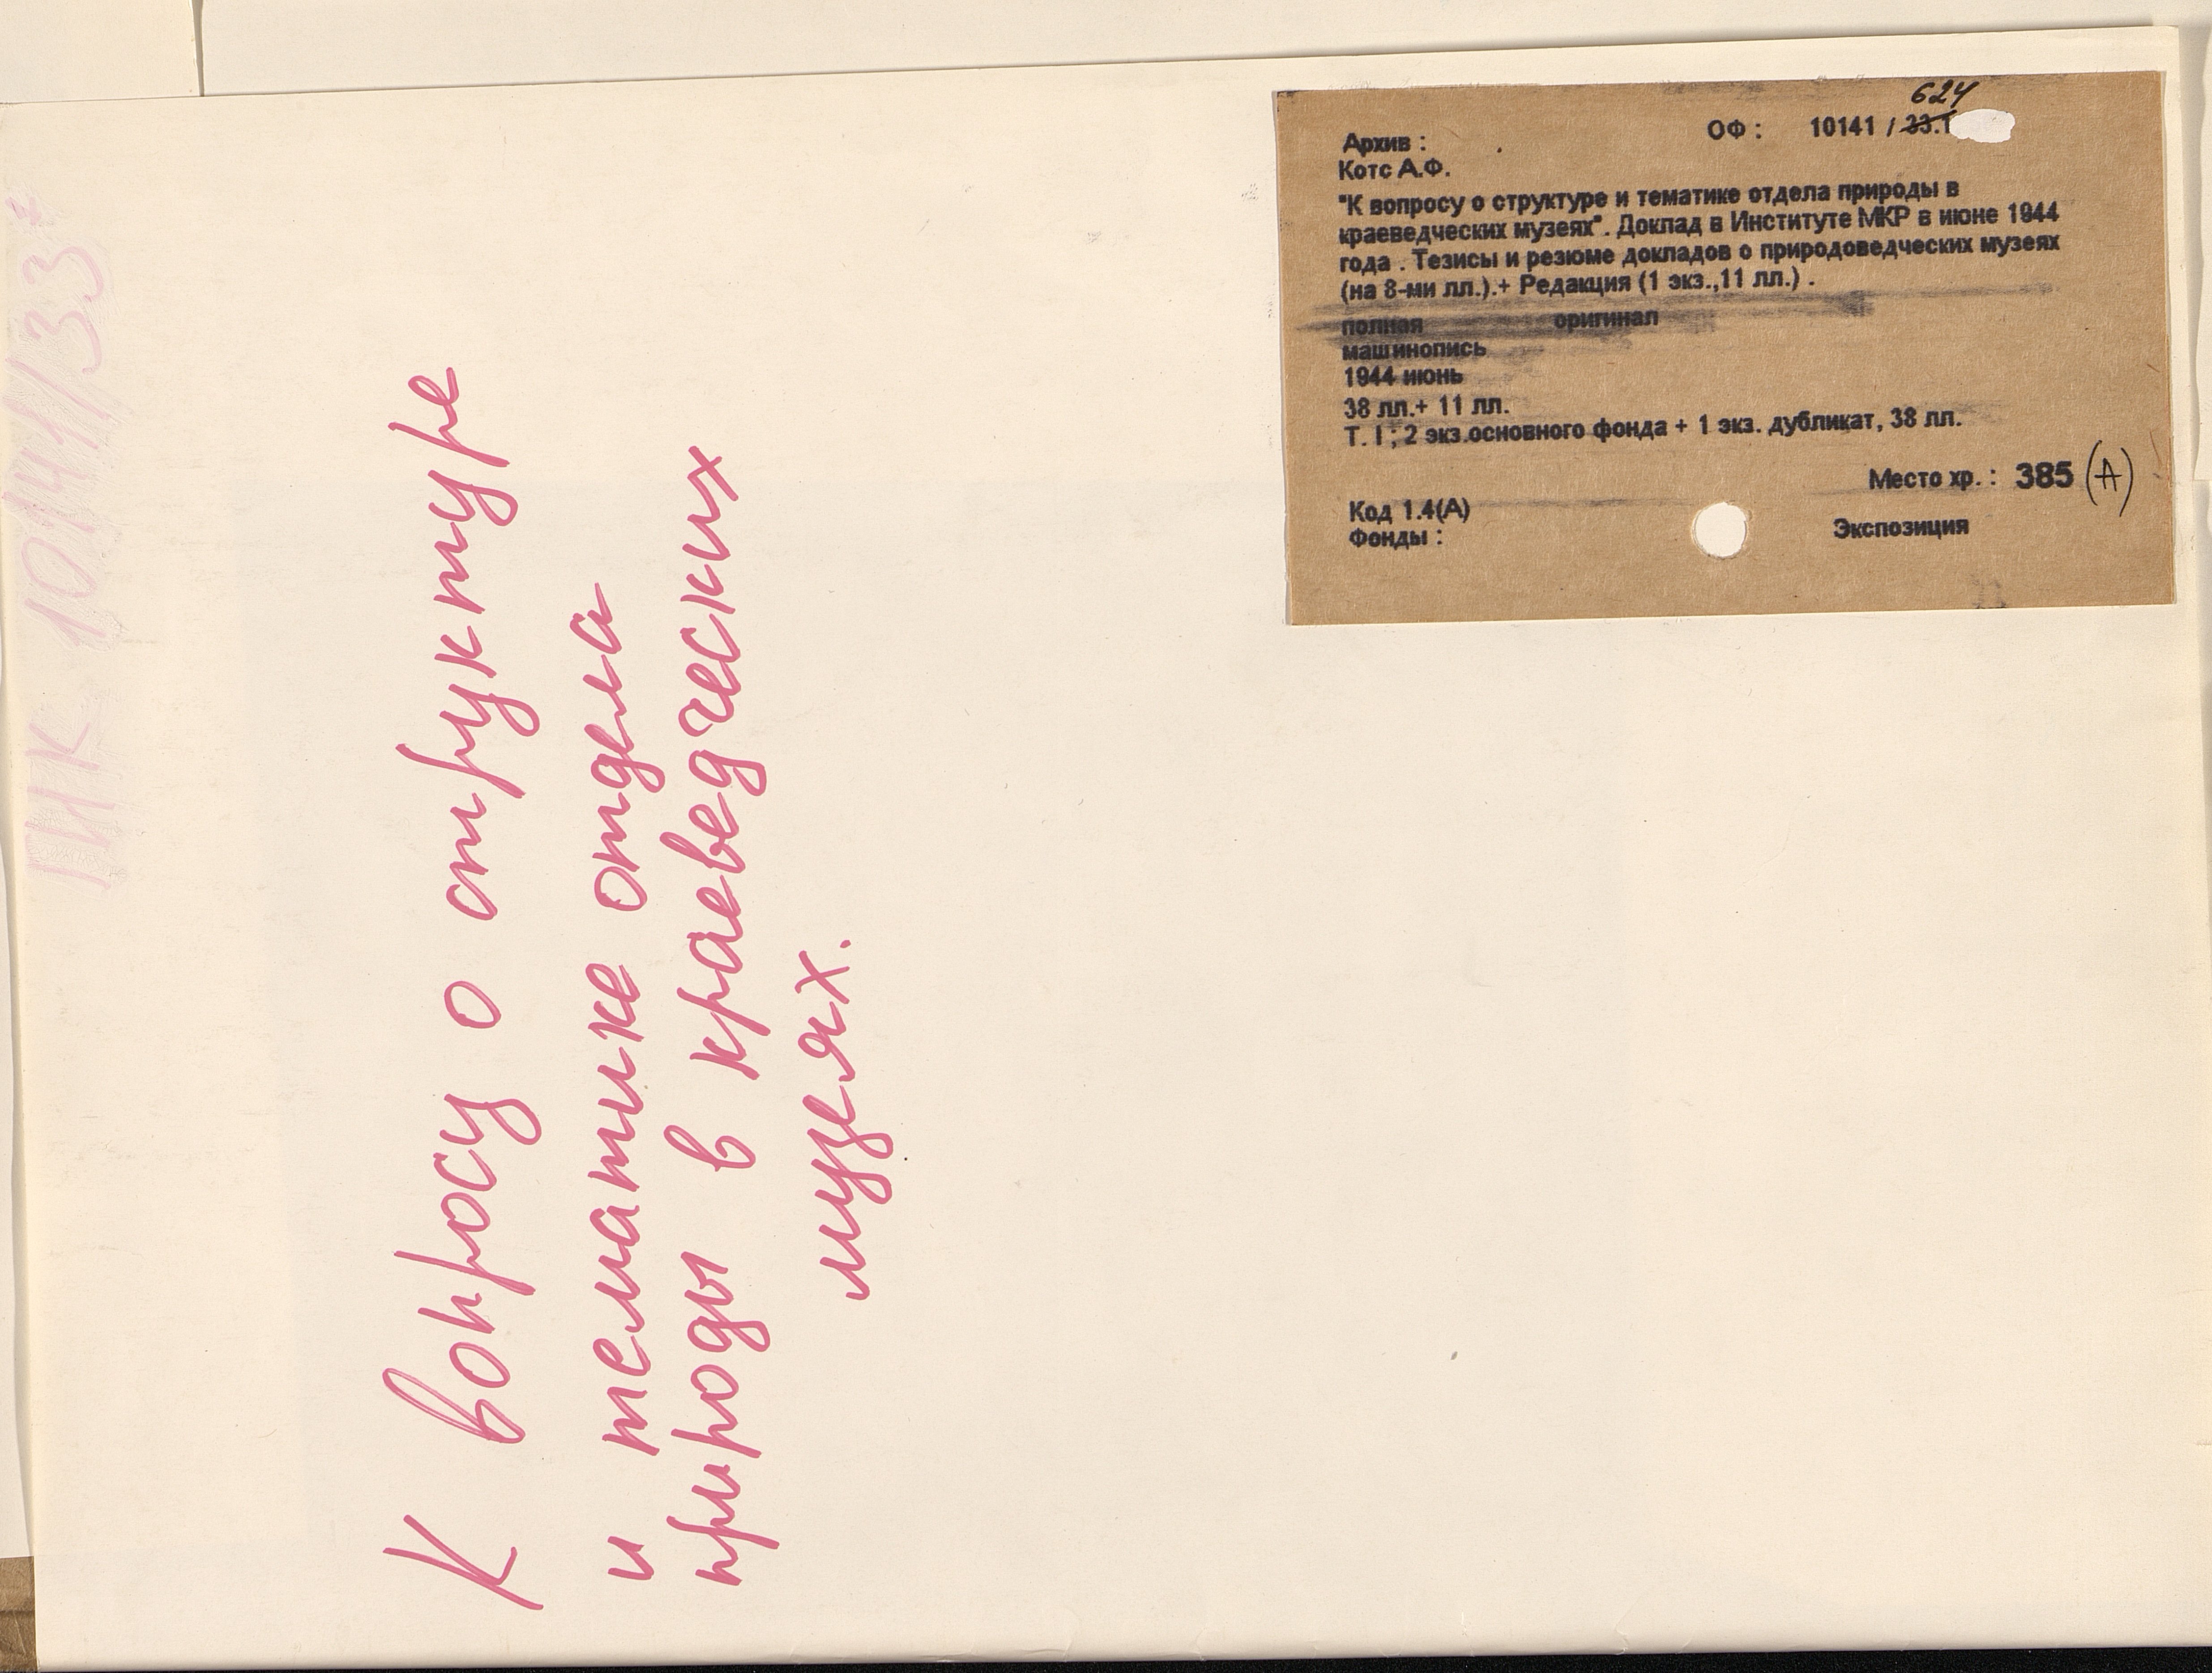 ПИК 10141/33
К вопросу о структуре
и тематике отдела
природы в краеведческих
музеях.
624
ОФ : 10141 / 33.1
Архив :
Котс А.Ф.
"К вопросу о структуре и тематике отдела природы в
краеведческих музеях". Доклад в Институте МКР в июне 1944
года . Тезисы и резюме докладов о природоведческих музеях
(на 8-ми лл.).+ Редакция (1 экз.,11 лл.) .
полная оригинал
машинопись
1944 июнь
38 лл.+ 11 лл.
Т. I ; 2 экз.основного фонда + 1 экз. дубликат, 38 лл.
Место хр. : 385 (А)
Код 1.4(А)
Фонды : Экспозиция